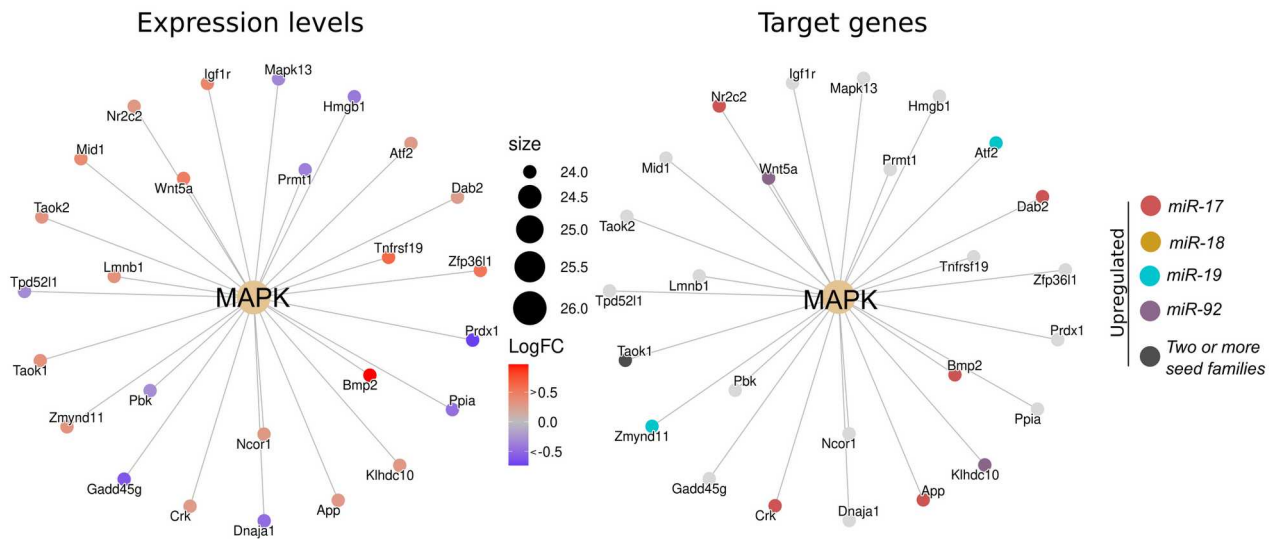 Expression levels
Igf1r
Mapk13
Hmgb1
Nr2c2
Mid1
Atf2
Prmt1
Wnt5a
Dab2
Taok2
Tnfrsf19
Zfp36l1
Lmnb1
Tpd52l1
MAPK
Prdx1
Taok1
Bmp2
Pbk
Ppia
Zmynd11
Ncor1
Klhdc10
Gadd45g
Crk
App
Dnaja1
size
24.0
24.5
25.0
25.5
26.0
LogFC
>0.5
0.0
<-0.5
Target genes
Igf1r
Mapk13
Nr2c2
Hmgb1
Atf2
Prmt1
Mid1
Wnt5a
Dab2
Taok2
Tnfrsf19
Zfp36l1
Lmnb1
Tpd52l1
MAPK
Prdx1
Taok1
Bmp2
Pbk
Ppia
Zmynd11
Ncor1
Klhdc10
Gadd45g
App
Crk
Dnaja1
Upregulated
miR-17
miR-18
miR-19
miR-92
Two or more
seed families